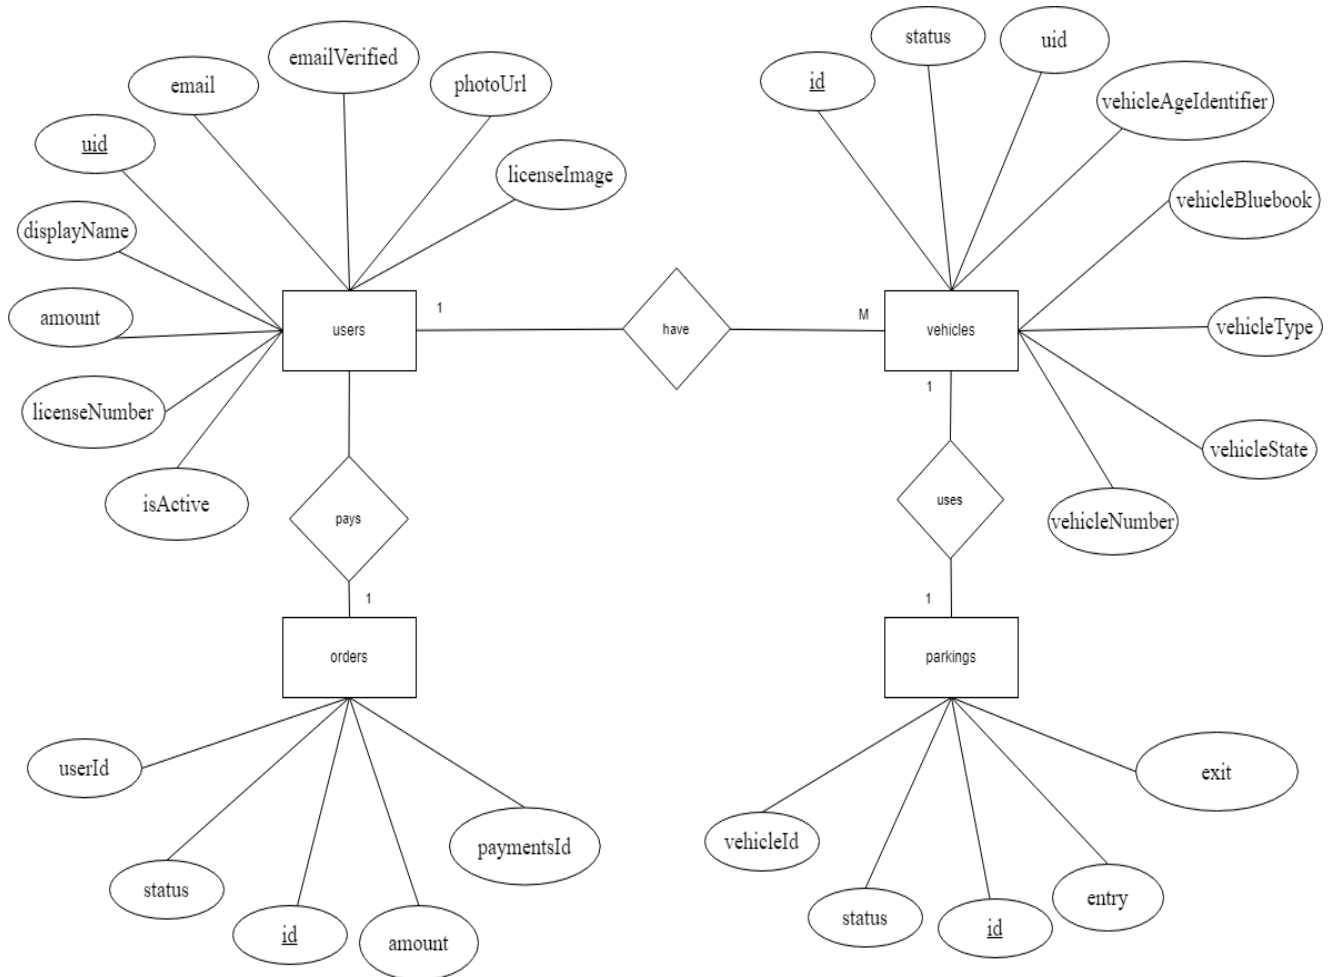 emailVerified
status
uid
email
photoUrl
id
vehicleAgeIdentifier
uid
licenseImage
vehicleBluebook
displayName
1
have
M
amount
users
vehicles
vehicleType
1
licenseNumber
vehicleState
isActive
pays
uses
vehicleNumber
1
1
orders
parkings
userId
exit
paymentsId
vehicleId
status
entry
status
id
amount
id